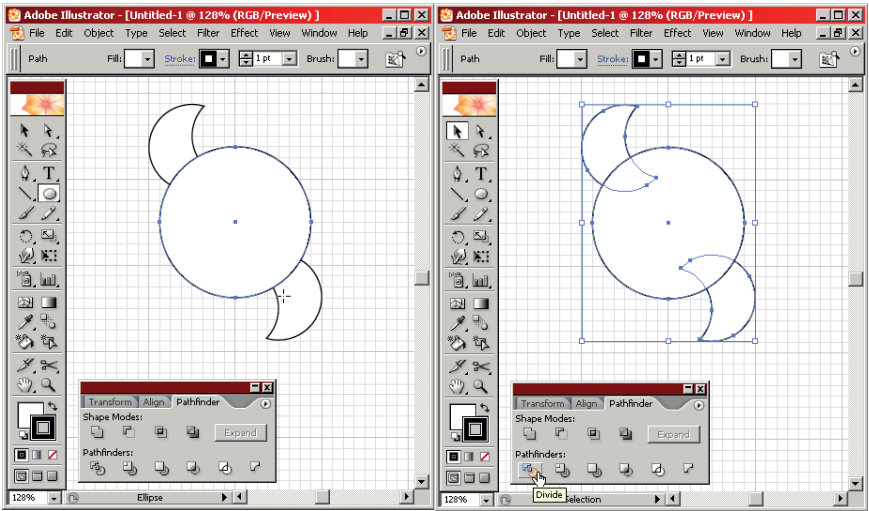 Adobe Illustrator - [Untitled-1 @ 128% (RGB/Preview) ]
File Edit Object Type Select Filter Effect View Window Help
Path Fill: Stroke: 1 pt Brush:
T
Transform Align Pathfinder
Shape Modes:
Expand
Pathfinders:
128% Ellipse
Adobe Illustrator - [Untitled-1 @ 128% (RGB/Preview) ]
File Edit Object Type Select Filter Effect View Window Help
Path Fill: Stroke: 1 pt Brush:
T
Transform Align Pathfinder
Shape Modes:
Expand
Pathfinders:
Divide
128% Selection